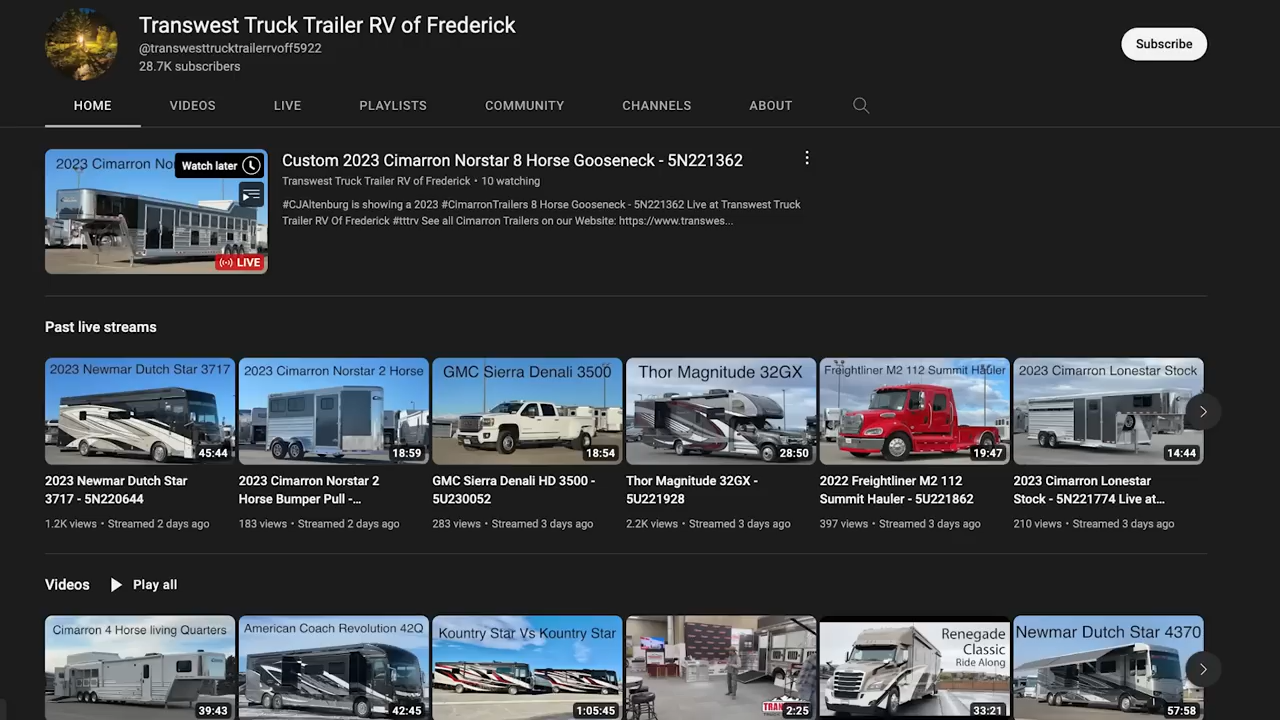 Transwest Truck Trailer RV of Frederick
@transwesttrucktrailerrvoff5922
28.7K subscribers
Subscribe
HOME
VIDEOS
LIVE
PLAYLISTS
COMMUNITY
CHANNELS
ABOUT
2023 Cimarron No
Watch later
LIVE
Custom 2023 Cimarron Norstar 8 Horse Gooseneck - 5N221362
Transwest Truck Trailer RV of Frederick • 10 watching
#CJAltenburg is showing a 2023 #CimarronTrailers 8 Horse Gooseneck - 5N221362 Live at Transwest Truck
Trailer RV Of Frederick #tttrv See all Cimarron Trailers on our Website: https://www.transwes...
Past live streams
2023 Newmar Dutch Star 3717
45:44
2023 Newmar Dutch Star
3717 - 5N220644
1.2K views • Streamed 2 days ago
2023 Cimarron Norstar 2 Horse
18:59
2023 Cimarron Norstar 2
Horse Bumper Pull -...
183 views • Streamed 2 days ago
GMC Sierra Denali 3500
18:54
GMC Sierra Denali HD 3500 -
5U230052
283 views • Streamed 3 days ago
Thor Magnitude 32GX
28:50
Thor Magnitude 32GX -
5U221928
2.2K views • Streamed 3 days ago
Freightliner M2 112 Summit Hauler
19:47
2022 Freightliner M2 112
Summit Hauler - 5U221862
397 views • Streamed 3 days ago
2023 Cimarron Lonestar Stock
14:44
2023 Cimarron Lonestar
Stock - 5N221774 Live at...
210 views • Streamed 3 days ago
Videos
Play all
Cimarron 4 Horse living Quarters
39:43
American Coach Revolution 42Q
42:45
Kountry Star Vs Kountry Star
1:05:45
TRAN
2:25
Renegade
Classic
Ride Along
33:21
Newmar Dutch Star 4370
57:58